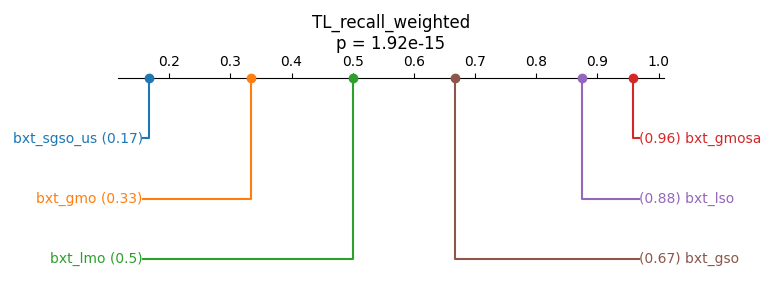 TL_recall_weighted
p = 1.92e-15
0.2 0.3 0.4 0.5 0.6 0.7 0.8 0.9 1.0
bxt_sgso_us (0.17) (0.96) bxt_gmosa
bxt_gmo (0.33) (0.88) bxt_lso
bxt_lmo (0.5) (0.67) bxt_gso